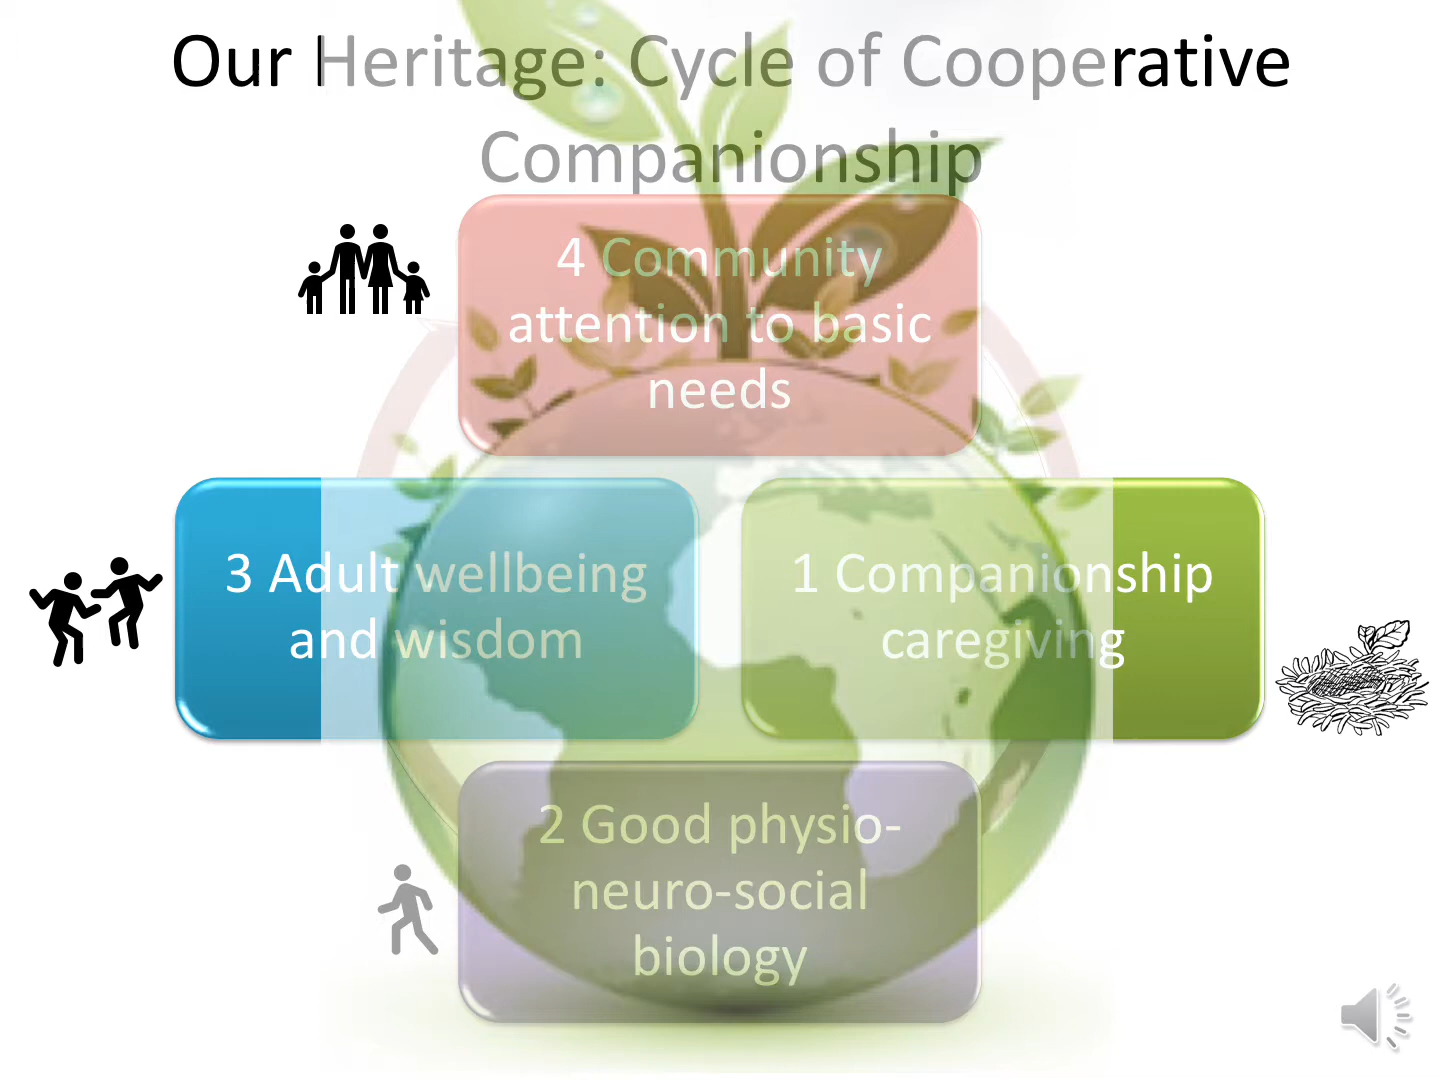 Our Heritage: Cycle of Cooperative
Companionship
4 Community
attention to basic
needs
3 Adult wellbeing
and wisdom
1 Companionship
caregiving
2 Good physio-
neuro-social
biology